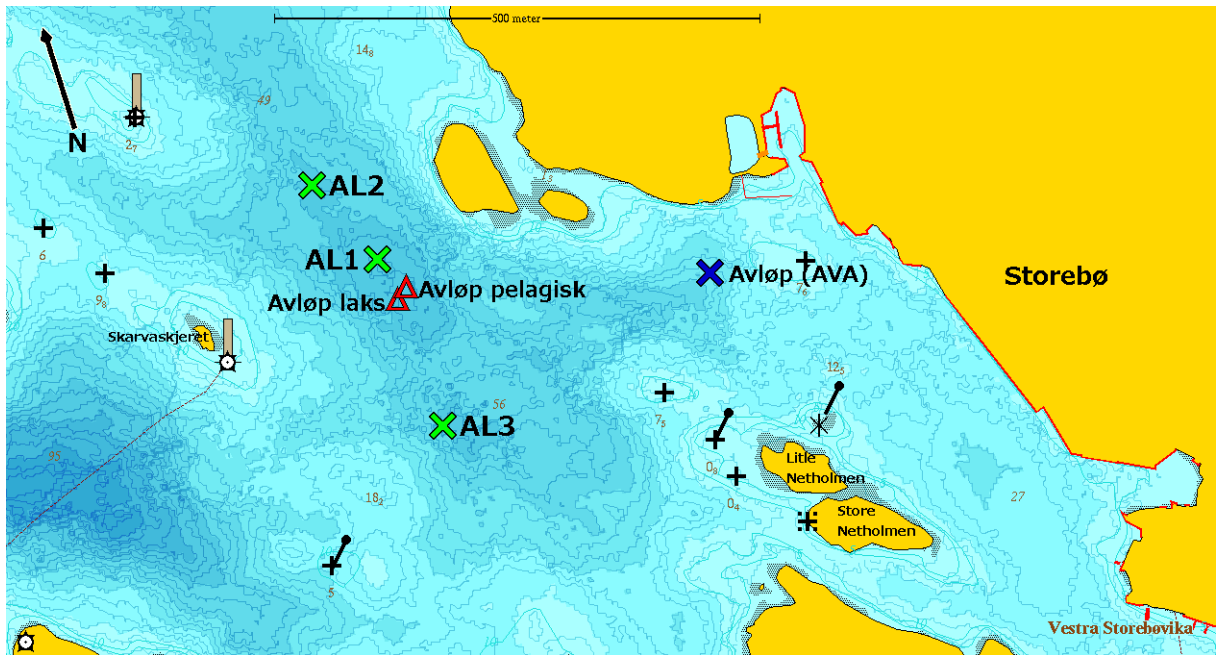 500 meter
14₈
49
N
2₇
13
AL2
6
AL1
9₈
Avløp pelagisk
Avløp laks
Avløp (AVA)
7₆
Storebø
Skarvaskjeret
12₅
56
7₅
AL3
95
Litle
Netholmen
0₈
18₂
0₄
27
Store
Netholmen
5
Vestra Storebøvika